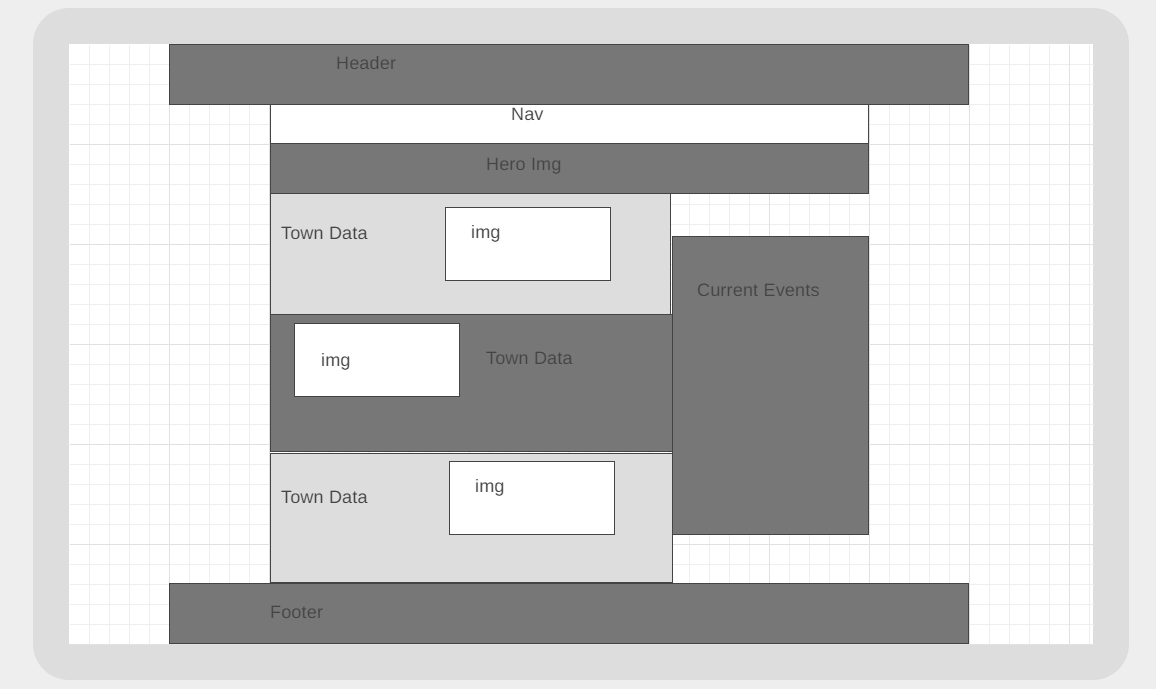 Header
Nav
Hero Img
Town Data
img
Current Events
img
Town Data
Town Data
img
Footer